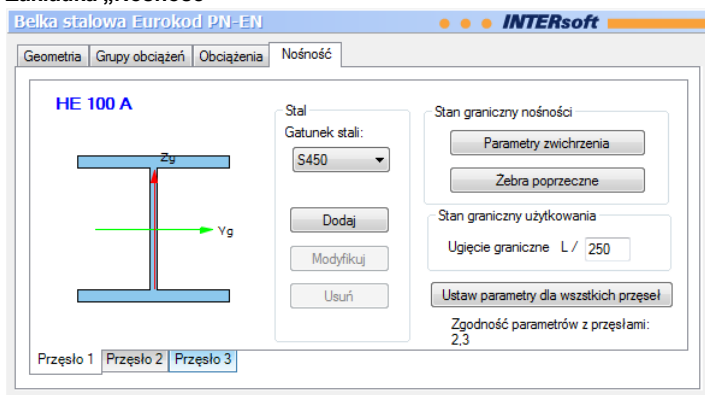 Zakładka „Nośność”
Belka stalowa Eurokod PN-EN
INTERsoft
Geometria
Grupy obciążeń
Obciążenia
Nośność
HE 100 A
Zg
Yg
Stal
Gatunek stali:
S450
Dodaj
Modyfikuj
Usuń
Stan graniczny nośności
Parametry zwichrzenia
Żebra poprzeczne
Stan graniczny użytkowania
Ugięcie graniczne L / 250
Ustaw parametry dla wszstkich przęseł
Zgodność parametrów z przęsłami:
2,3
Przęsło 1
Przęsło 2
Przęsło 3